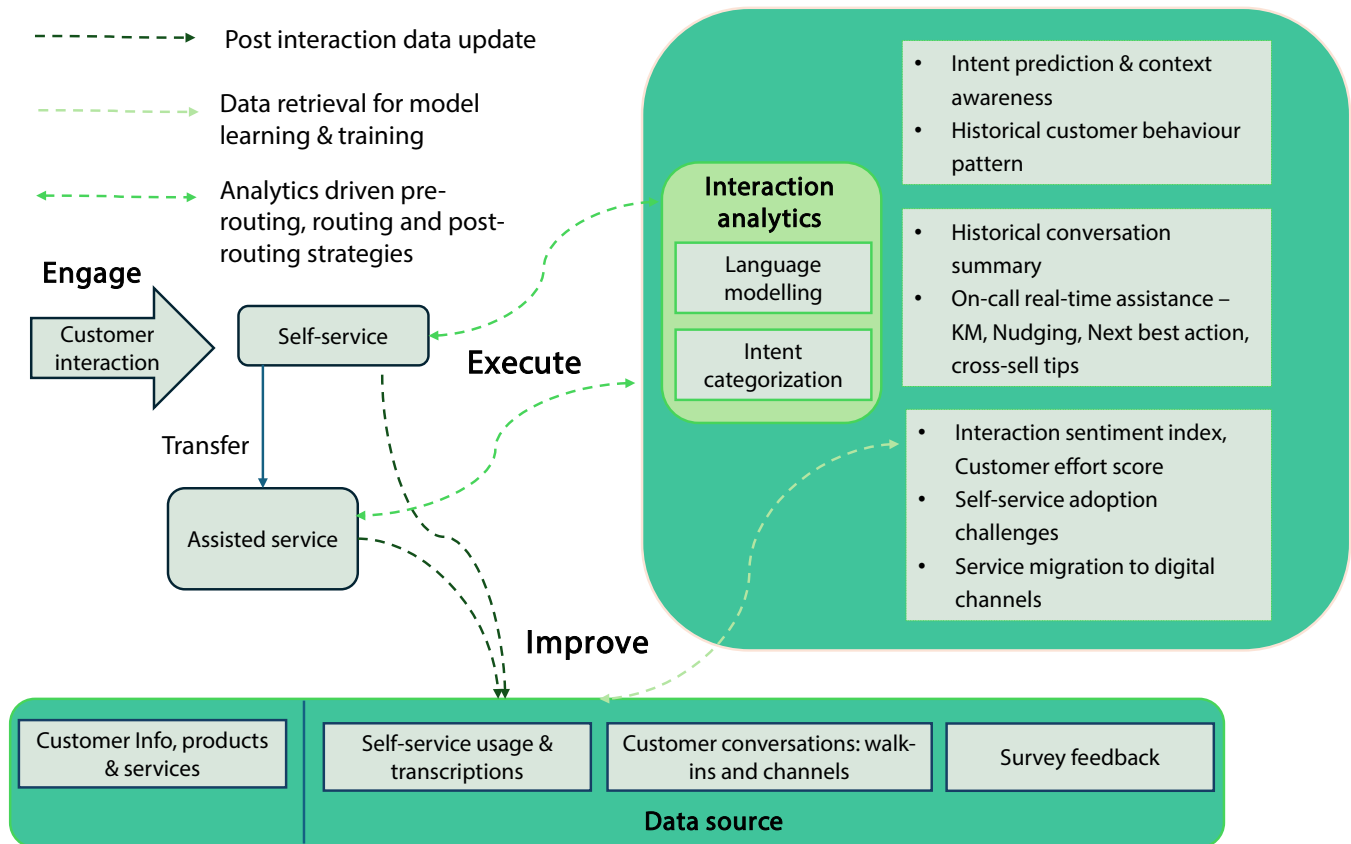 Post interaction data update
Data retrieval for model
learning & training
Analytics driven pre-
routing, routing and post-
routing strategies
Engage
Customer
interaction
Self-service
Transfer
Assisted service
Execute
Improve
Interaction
analytics
Language
modelling
Intent
categorization
• Intent prediction & context
awareness
• Historical customer behaviour
pattern
• Historical conversation
summary
• On-call real-time assistance –
KM, Nudging, Next best action,
cross-sell tips
• Interaction sentiment index,
Customer effort score
• Self-service adoption
challenges
• Service migration to digital
channels
Customer Info, products
& services
Self-service usage &
transcriptions
Customer conversations: walk-
ins and channels
Survey feedback
Data source